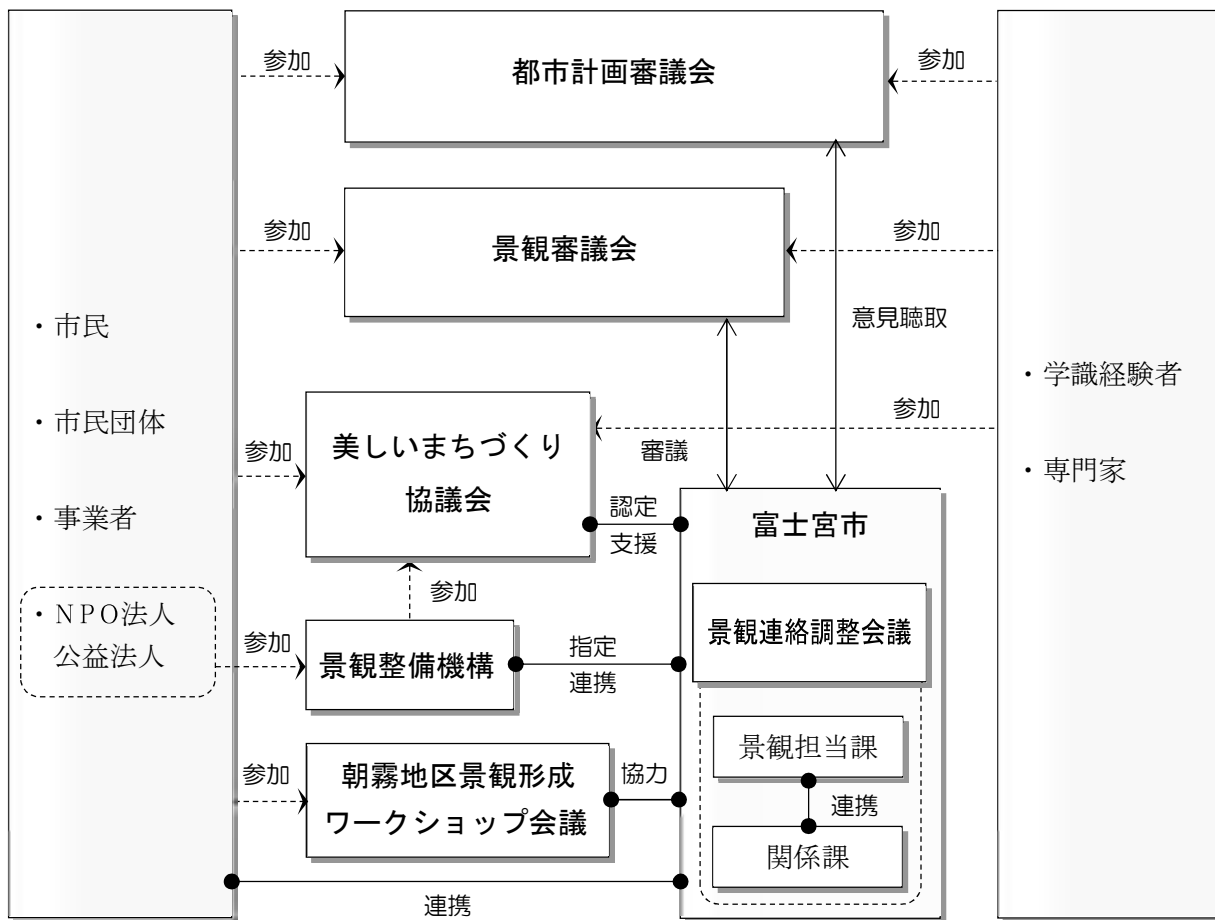 参加
都市計画審議会
参加
参加
景観審議会
参加
意見聴取
・市民
・市民団体
・事業者
・ＮＰＯ法人
公益法人
・学識経験者
・専門家
参加
美しいまちづくり
協議会
参加
審議
認定
支援
富士宮市
参加
景観連絡調整会議
参加
景観整備機構
指定
連携
景観担当課
連携
関係課
参加
朝霧地区景観形成
ワークショップ会議
協力
連携